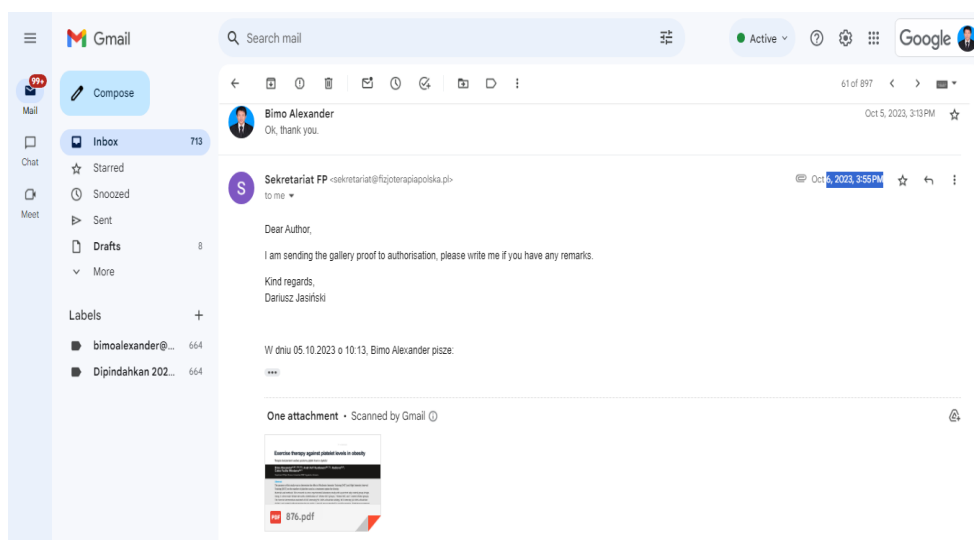 Gmail
Search mail
Active
Google
99+
Mail
Chat
Meet
Compose
Inbox 713
Starred
Snoozed
Sent
Drafts 8
More
Labels
bimoalexander@... 664
Dipindahkan 202... 664
61 of 897
Bimo Alexander Oct 5, 2023, 3:13 PM
Ok, thank you.
S
Sekretariat FP <sekretariat@fizjoterapiapolska.pl> Oct 6, 2023, 3:55 PM
to me
Dear Author,
I am sending the gallery proof to authorisation, please write me if you have any remarks.
Kind regards,
Dariusz Jasiński
W dniu 05.10.2023 o 10:13, Bimo Alexander pisze:
One attachment • Scanned by Gmail
Exercise therapy against platelet levels in obesity
PDF 876.pdf